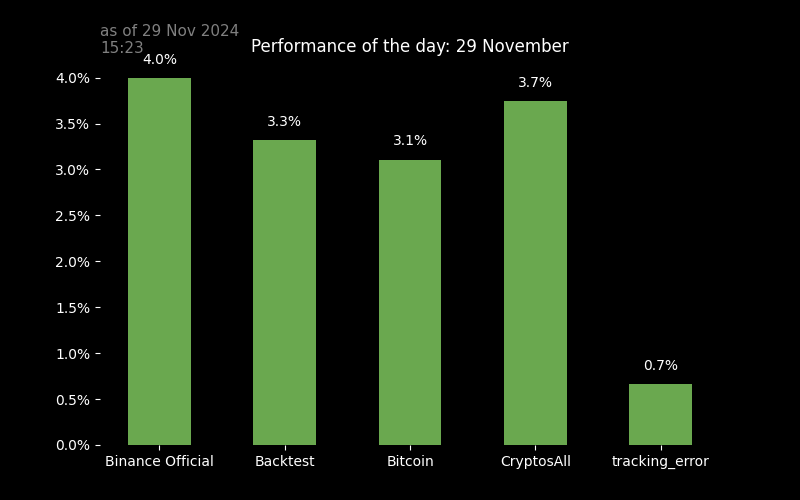 as of 29 Nov 2024
15:23
Performance of the day: 29 November
4.0%
3.3%
3.1%
3.7%
0.7%
4.0%
3.5%
3.0%
2.5%
2.0%
1.5%
1.0%
0.5%
0.0%
Binance Official
Backtest
Bitcoin
CryptosAll
tracking_error